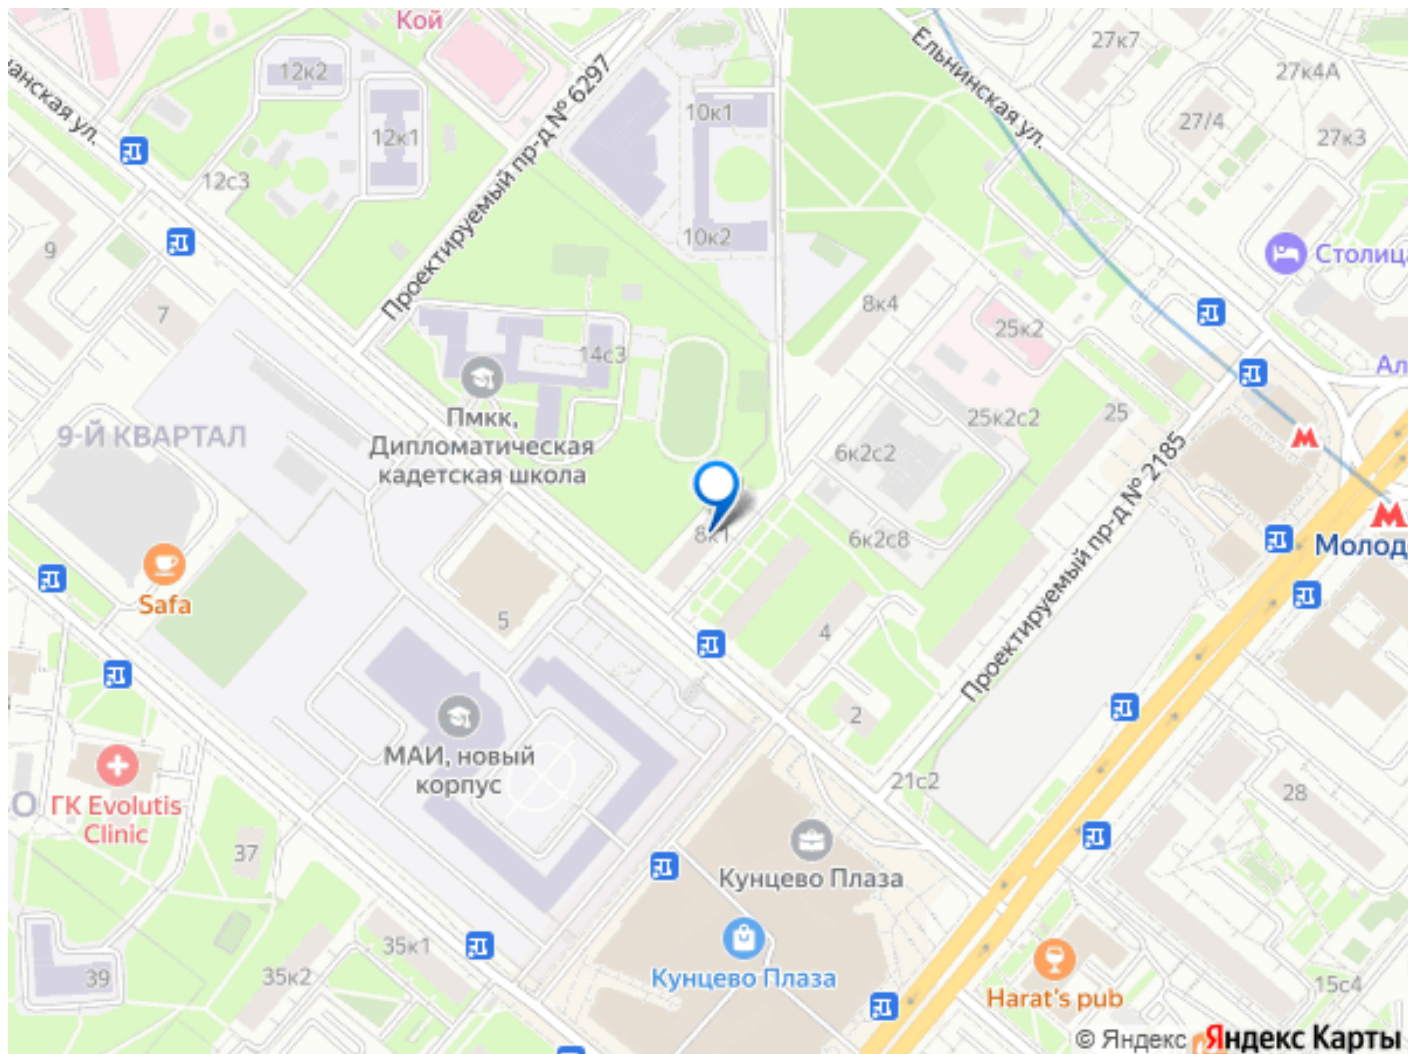 Кой
Ельнинская ул.
27к7
27к4А
12к2
12к1
Проектируемый пр-д № 6297
10к1
27/4
27к3
анская ул.
12с3
10к2
9
Столица
8к4
7
25к2
14с3
Ал
Пмкк,
Дипломатическая
кадетская школа
25к2с2
25
9-Й КВАРТАЛ
6к2с2
Проектируемый пр-д № 2185
8к1
6к2с8
Молод
Safa
5
4
2
МАИ, новый
корпус
21с2
28
О
ГК Evolutis
Clinic
37
Кунцево Плаза
35к1
Кунцево Плаза
39
35к2
Harat's pub
15с4
© Яндекс Яндекс Карты